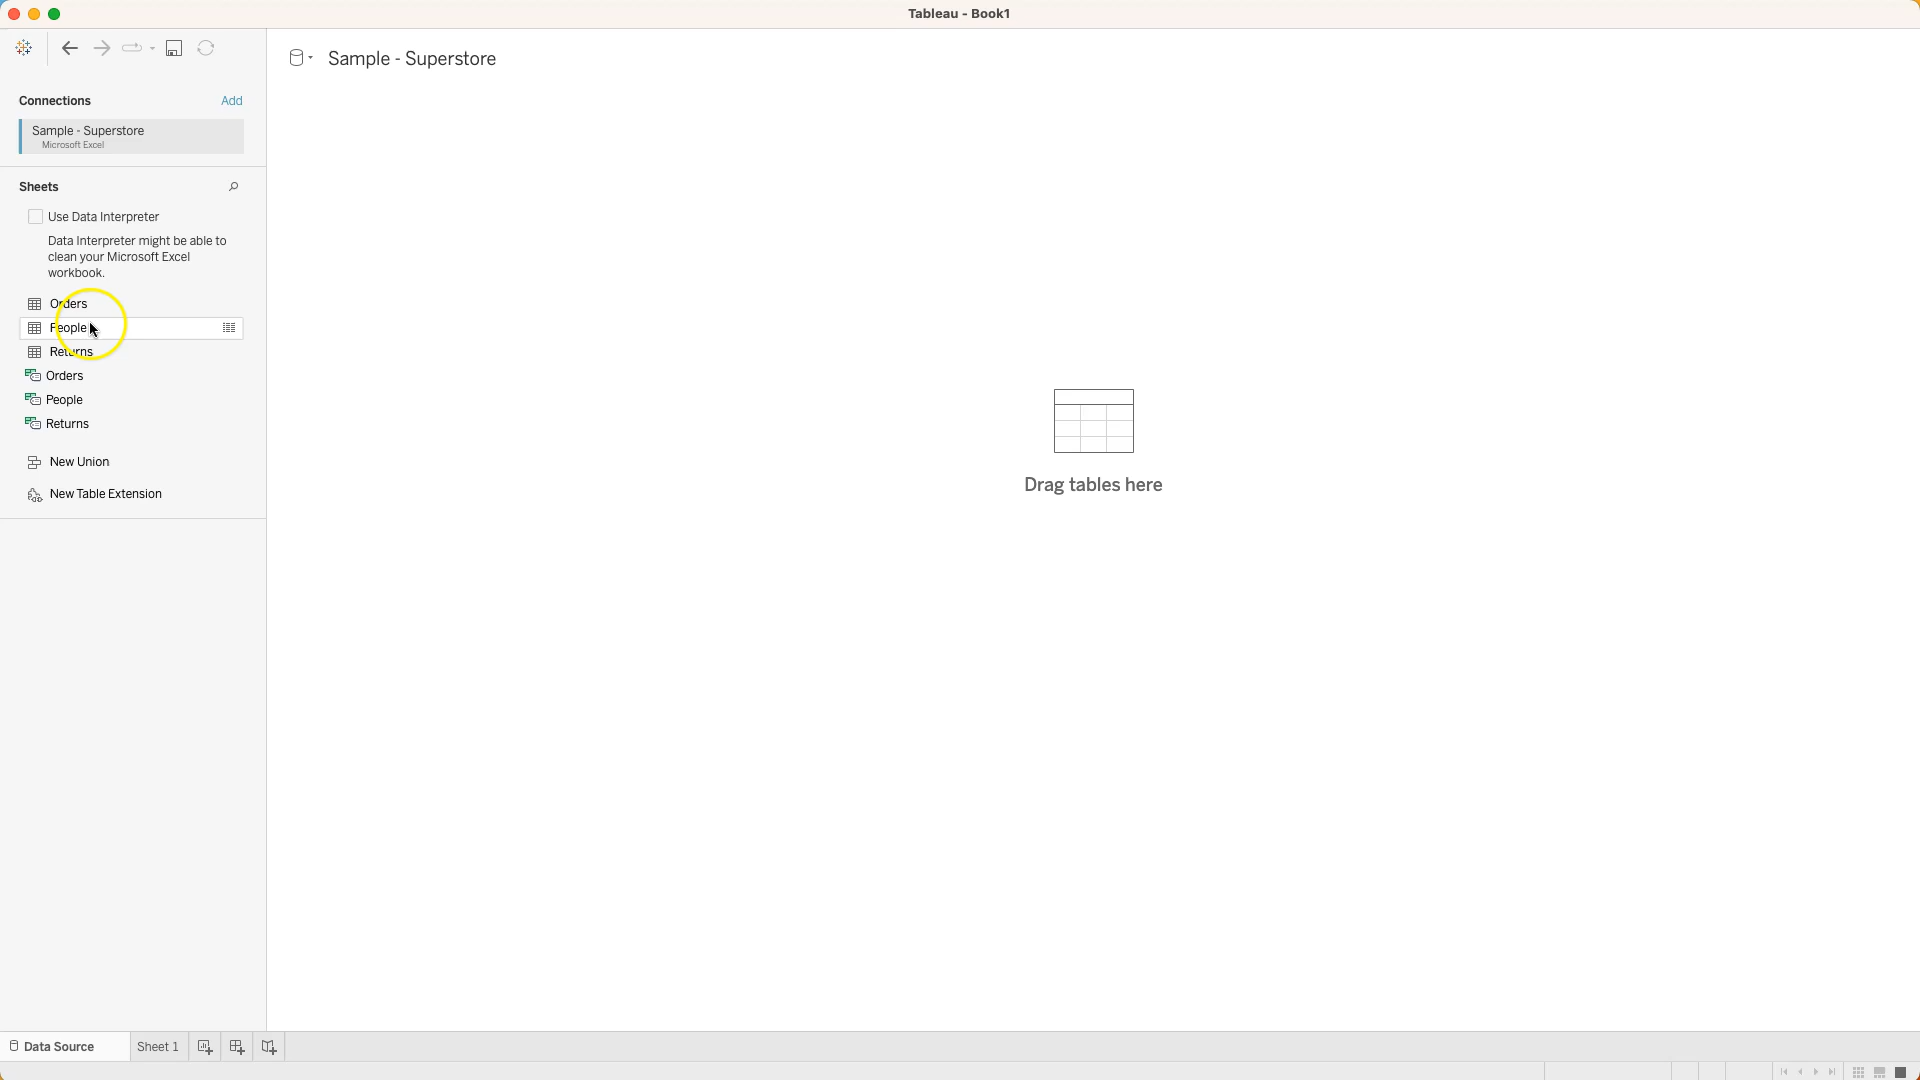 Tableau - Book1
Sample - Superstore
Connections
Add
Sample - Superstore
Microsoft Excel
Sheets
Use Data Interpreter
Data Interpreter might be able to
clean your Microsoft Excel
workbook.
Orders
People
Returns
Orders
People
Returns
New Union
New Table Extension
Drag tables here
Data Source
Sheet 1